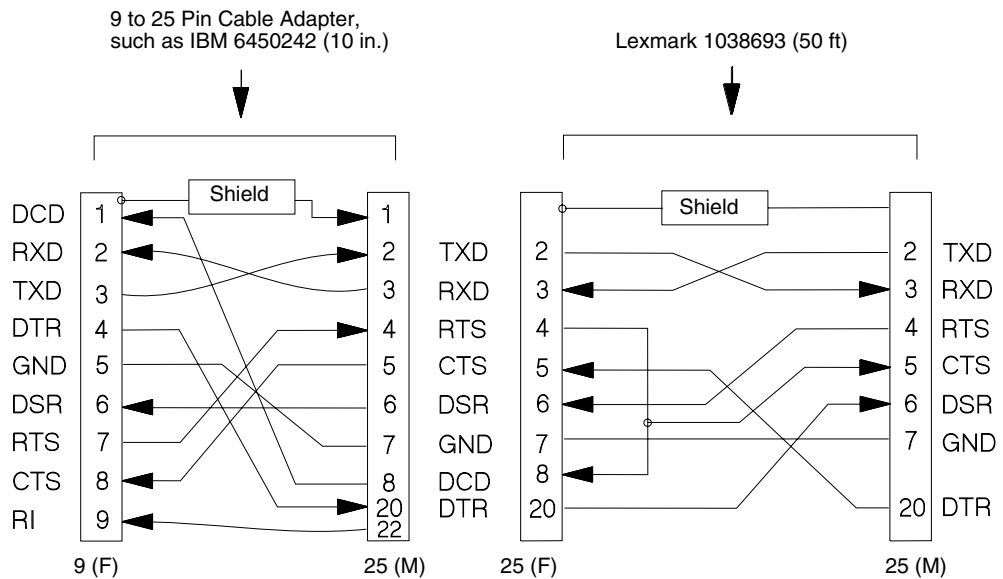 9 to 25 Pin Cable Adapter,
such as IBM 6450242 (10 in.)
Lexmark 1038693 (50 ft)
Shield
DCD 1 1
RXD 2 2
TXD 3 3
DTR 4 4
GND 5 5
DSR 6 6
RTS 7 7
CTS 8 8
20
RI 9 22
9 (F) 25 (M)
Shield
TXD 2 2 TXD
RXD 3 3 RXD
RTS 4 4 RTS
CTS 5 5 CTS
DSR 6 6 DSR
GND 7 7 GND
DCD 8
DTR 20 20 DTR
25 (F) 25 (M)